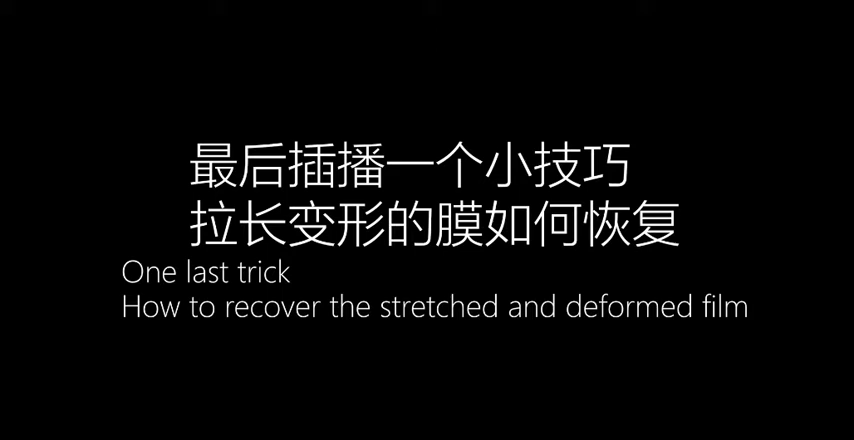 最后插播一个小技巧
拉长变形的膜如何恢复
One last trick
How to recover the stretched and deformed film